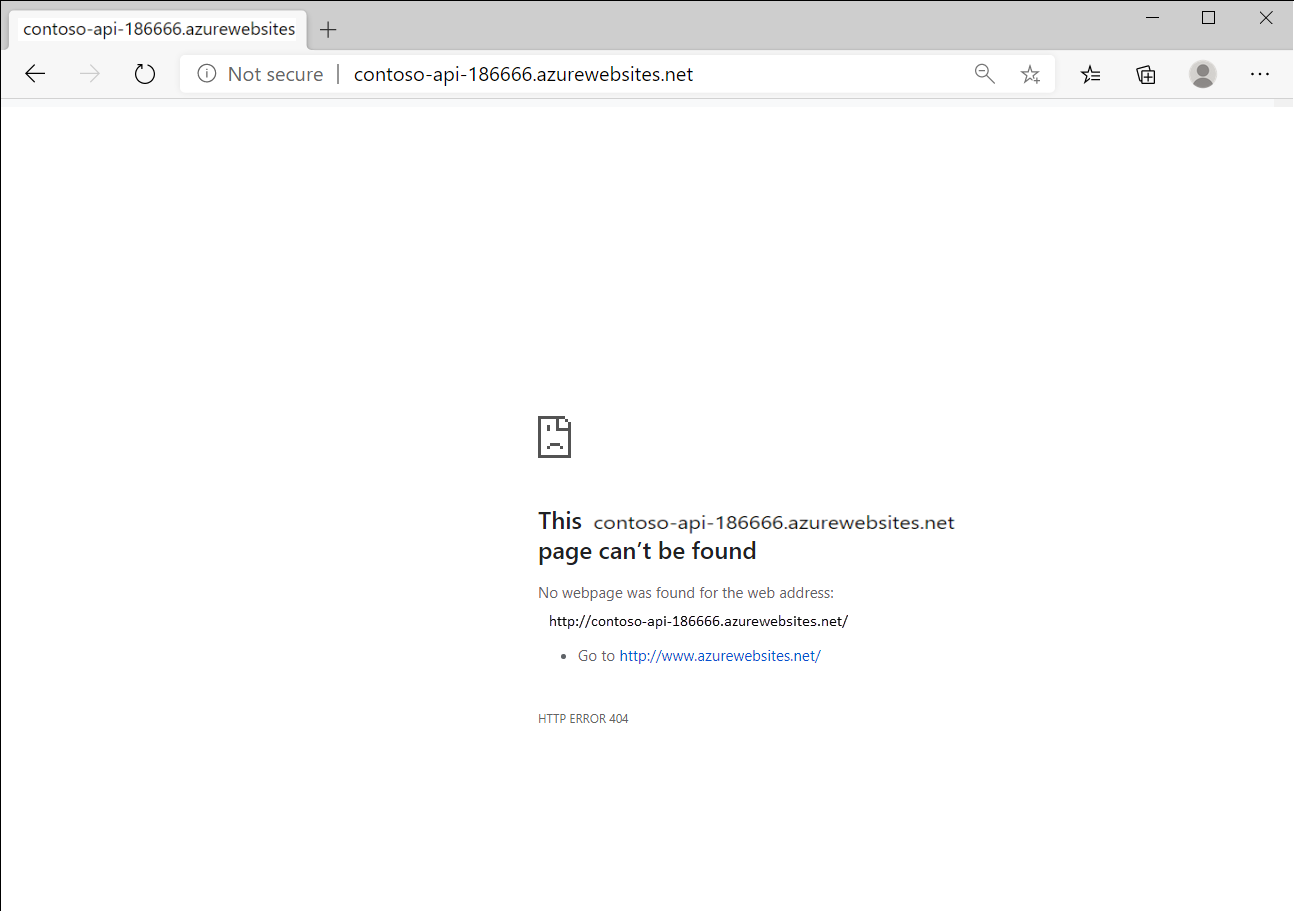 contoso-api-186666.azurewebsites
Not secure | contoso-api-186666.azurewebsites.net
This contoso-api-186666.azurewebsites.net
page can’t be found
No webpage was found for the web address:
http://contoso-api-186666.azurewebsites.net/
• Go to http://www.azurewebsites.net/
HTTP ERROR 404